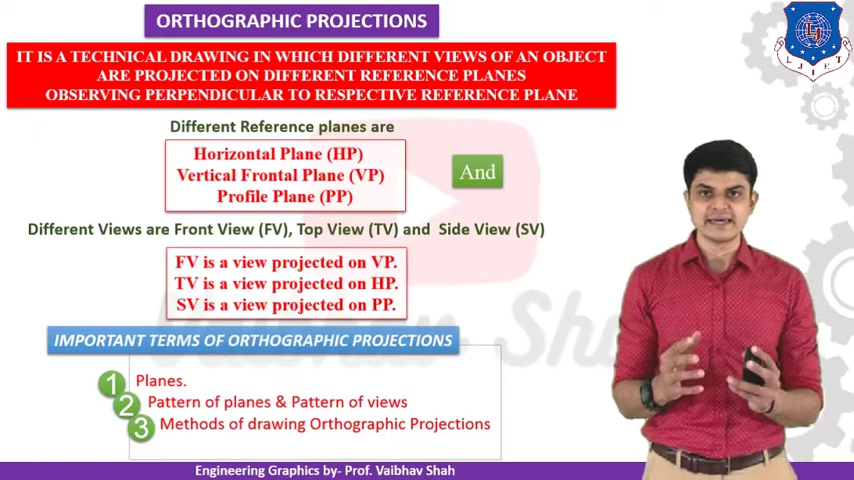 ORTHOGRAPHIC PROJECTIONS
IT IS A TECHNICAL DRAWING IN WHICH DIFFERENT VIEWS OF AN OBJECT
ARE PROJECTED ON DIFFERENT REFERENCE PLANES
OBSERVING PERPENDICULAR TO RESPECTIVE REFERENCE PLANE
LJIET
Different Reference planes are
Horizontal Plane (HP)
Vertical Frontal Plane (VP)
Profile Plane (PP)
And
Different Views are Front View (FV), Top View (TV) and Side View (SV)
FV is a view projected on VP.
TV is a view projected on HP.
SV is a view projected on PP.
IMPORTANT TERMS OF ORTHOGRAPHIC PROJECTIONS
1 Planes.
2 Pattern of planes & Pattern of views
3 Methods of drawing Orthographic Projections
Engineering Graphics by- Prof. Vaibhav Shah